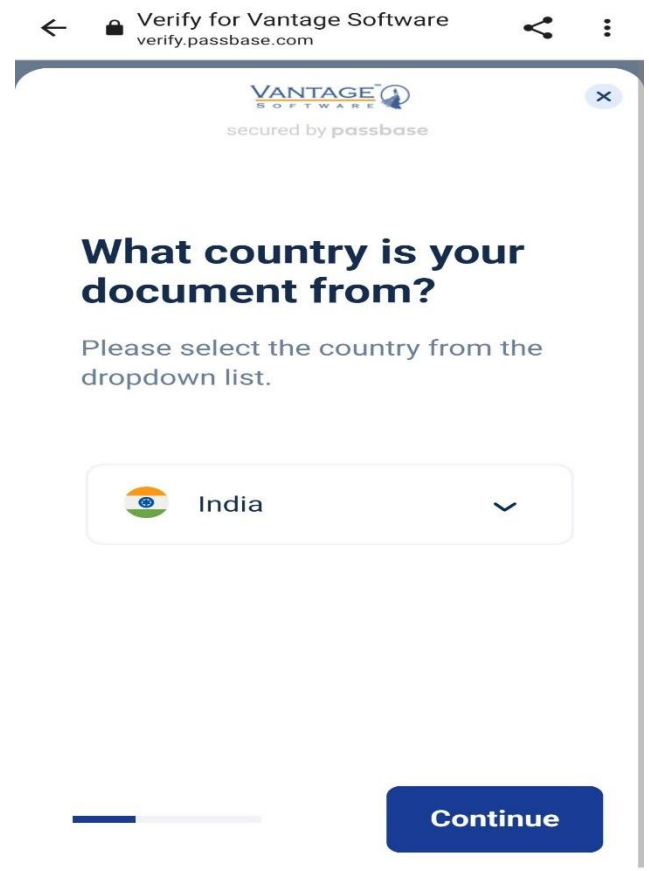 Verify for Vantage Software
verify.passbase.com
VANTAGE™
SOFTWARE
secured by passbase
What country is your
document from?
Please select the country from the
dropdown list.
India
Continue